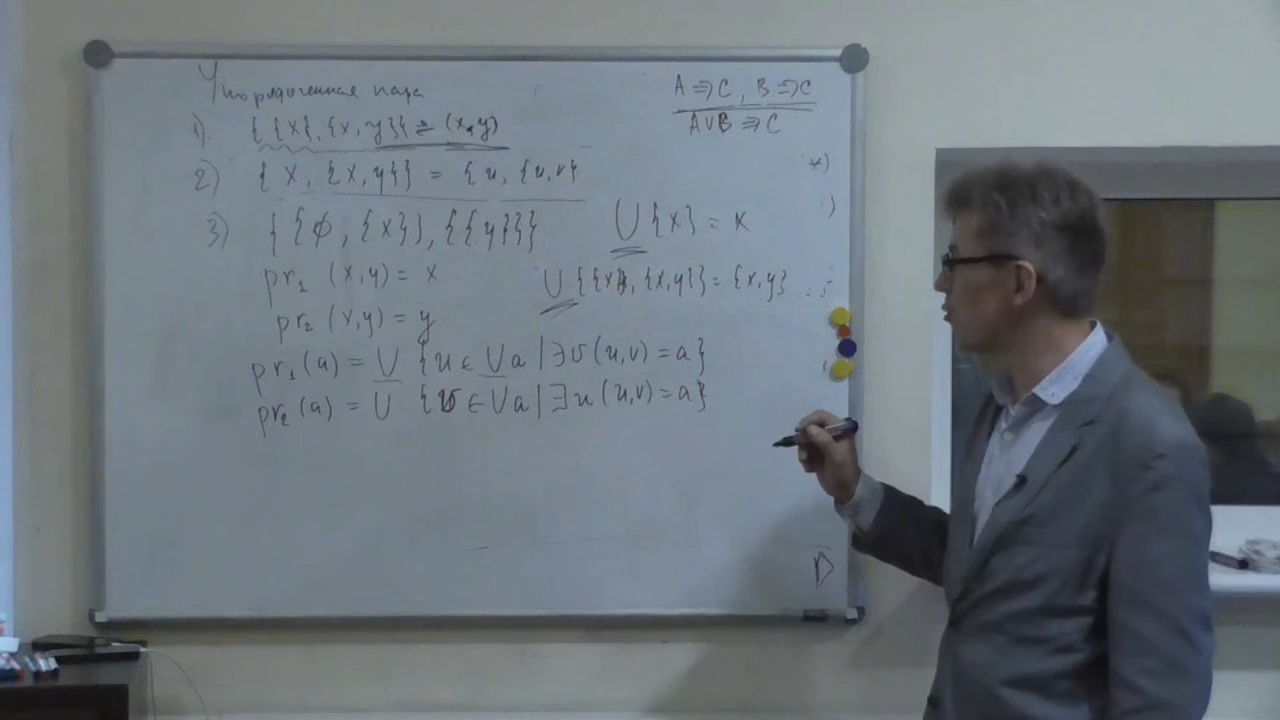 Упорядоченная пара
1). {{x}, {x, y}} ≐ (x, y)
2) {x, {x, y}} = {u, {u, v}
3) {{∅, {x}}, {{y}}}
pr₁ (x, y) = x
pr₂ (x, y) = y
pr₁ (a) = ⋃ {u ∈ ⋃a | ∃v (u, v) = a}
pr₂ (a) = ⋃ {v ∈ ⋃a | ∃u (u, v) = a}
A ⇒ C, B ⇒ C
A ∨ B ⇒ C
*)
)
⋃{x} = x
⋃{{x}, {x, y}} = {x, y}